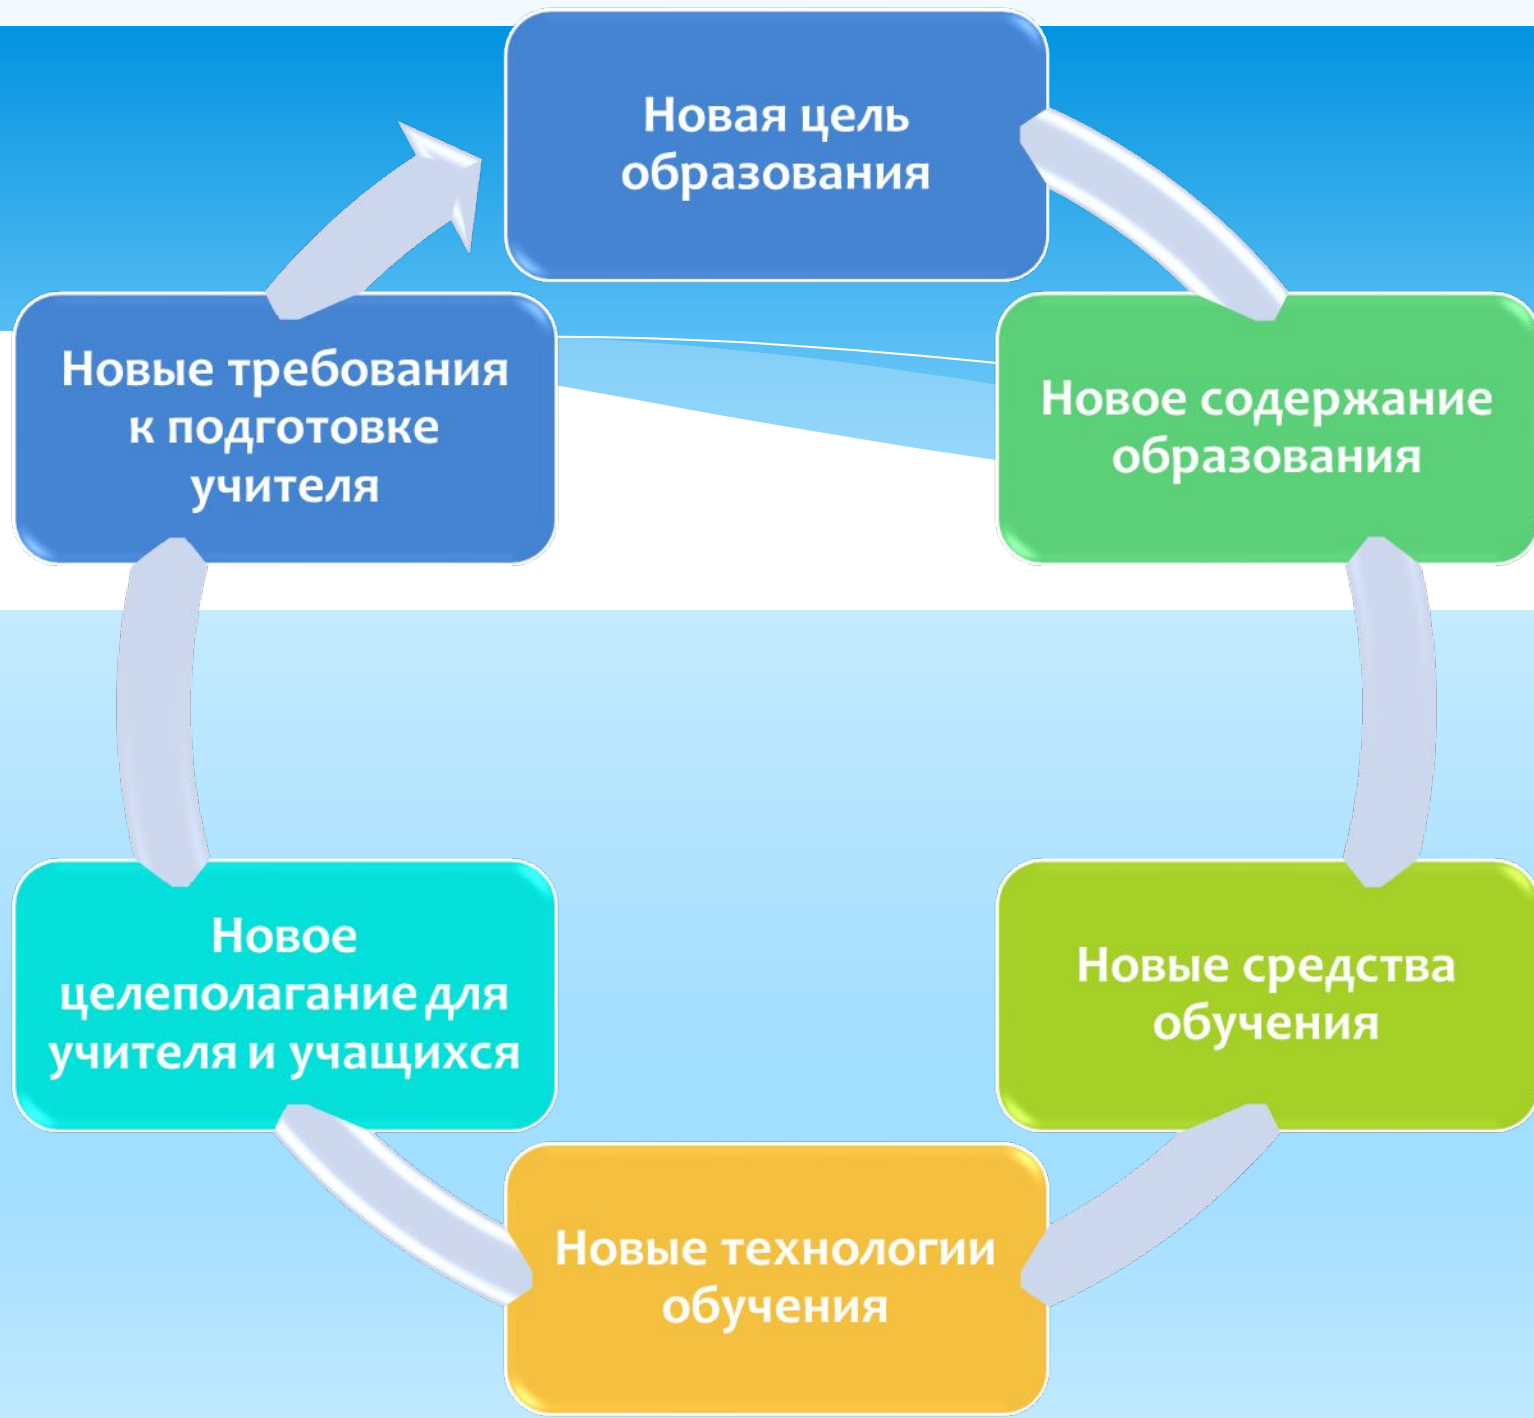 Новая цель
образования
Новое содержание
образования
Новые средства
обучения
Новые технологии
обучения
Новое
целеполагание для
учителя и учащихся
Новые требования
к подготовке
учителя